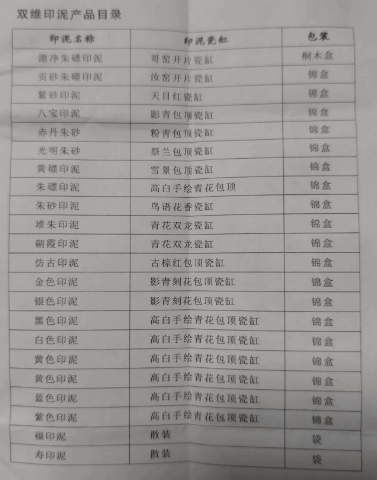 双维印泥产品目录
印泥名称 印泥瓷缸 包装
漂净朱磦印泥 哥窑开片瓷缸 桐木盒
贡砂朱磦印泥 汝窑开片瓷缸 锦盒
紫砂印泥 天目红瓷缸 锦盒
八宝印泥 影青包顶瓷缸 锦盒
赤丹朱砂 粉青包顶瓷缸 锦盒
光明朱砂 祭兰包顶瓷缸 锦盒
黄磦印泥 雪景包顶瓷缸 锦盒
朱磦印泥 高白手绘青花包顶 锦盒
朱砂印泥 鸟语花香瓷缸 锦盒
堆朱印泥 青花双龙瓷缸 锦盒
朝霞印泥 青花双龙瓷缸 锦盒
仿古印泥 古棕红包顶瓷缸 锦盒
金色印泥 影青刻花包顶瓷缸 锦盒
银色印泥 影青刻花包顶瓷缸 锦盒
黑色印泥 高白手绘青花包顶瓷缸 锦盒
白色印泥 高白手绘青花包顶瓷缸 锦盒
黄色印泥 高白手绘青花包顶瓷缸 锦盒
黄色印泥 高白手绘青花包顶瓷缸 锦盒
蓝色印泥 高白手绘青花包顶瓷缸 锦盒
紫色印泥 高白手绘青花包顶瓷缸 锦盒
福印泥 散装 袋
寿印泥 散装 袋